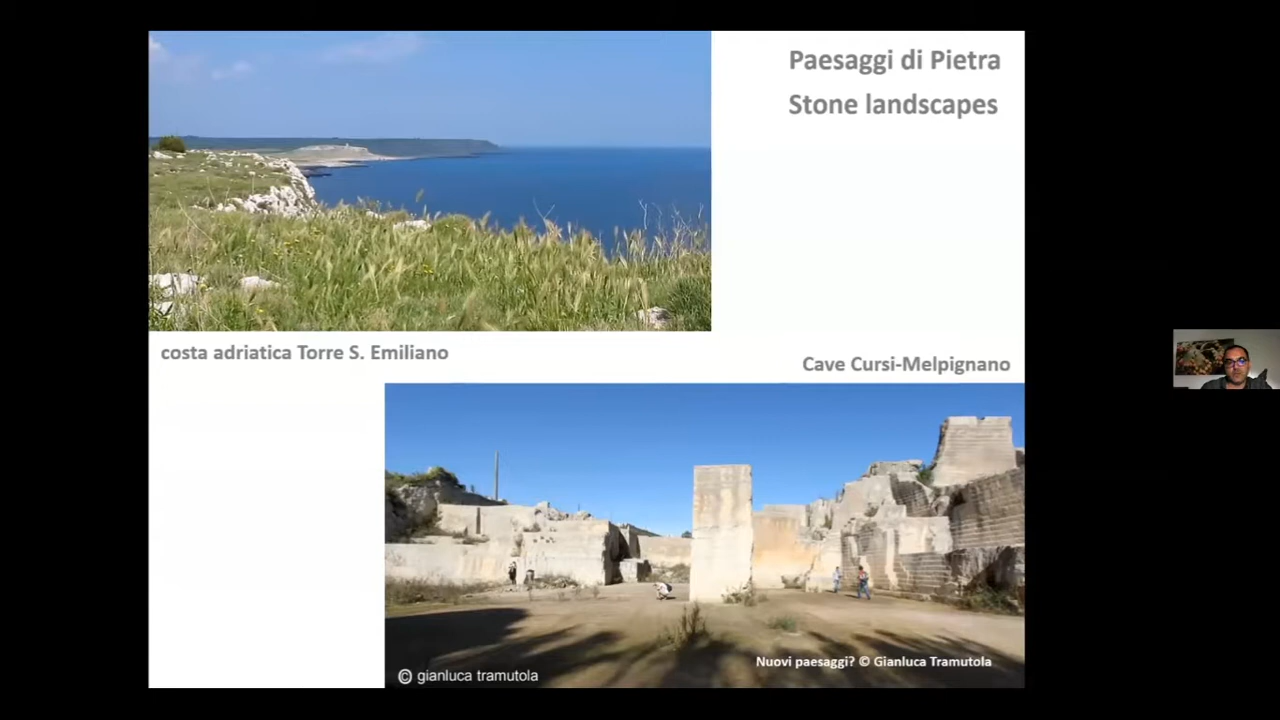 Paesaggi di Pietra
Stone landscapes
costa adriatica Torre S. Emiliano
Cave Cursi-Melpignano
Nuovi paesaggi? © Gianluca Tramutola
© gianluca tramutola